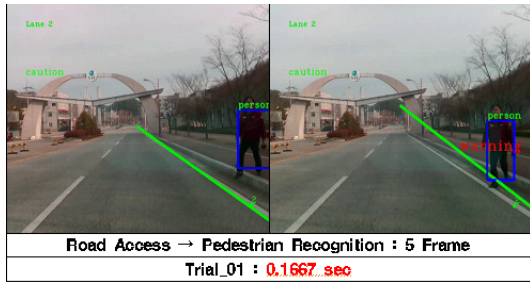 Lane 2
caution
person
2
Lane 2
caution
person
warning
Road Access → Pedestrian Recognition : 5 Frame
Trial_01 : 0.1667 sec